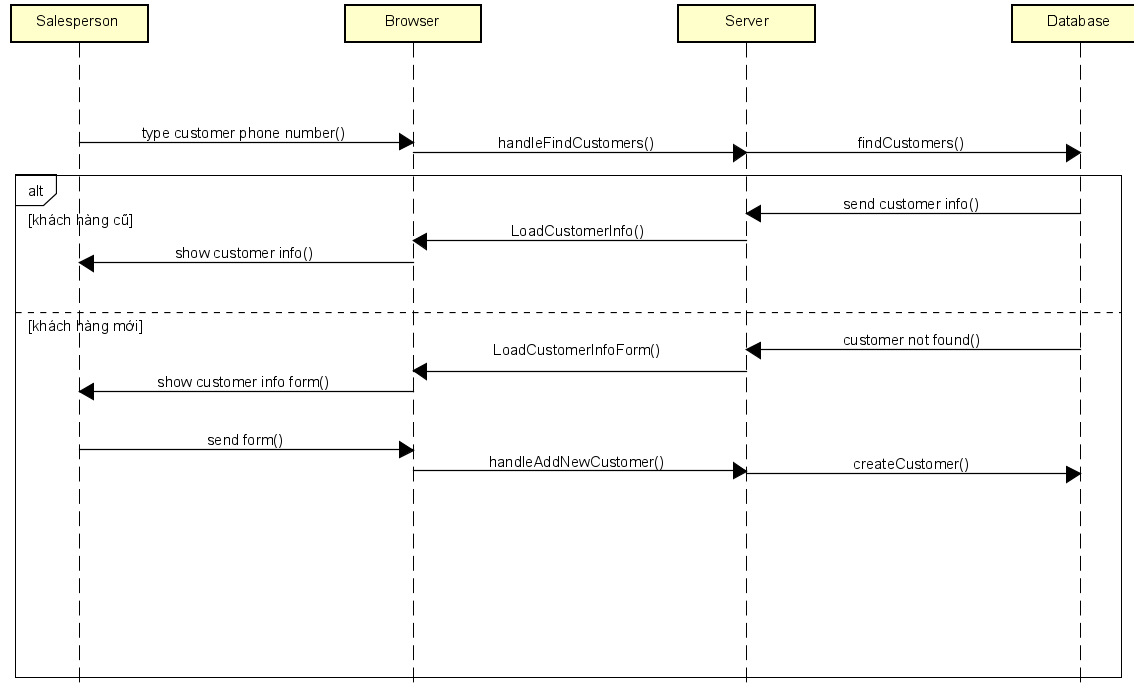 Salesperson
Browser
Server
Database
type customer phone number()
handleFindCustomers()
findCustomers()
alt
send customer info()
[khách hàng cũ]
LoadCustomerInfo()
show customer info()
[khách hàng mới]
customer not found()
LoadCustomerInfoForm()
show customer info form()
send form()
handleAddNewCustomer()
createCustomer()